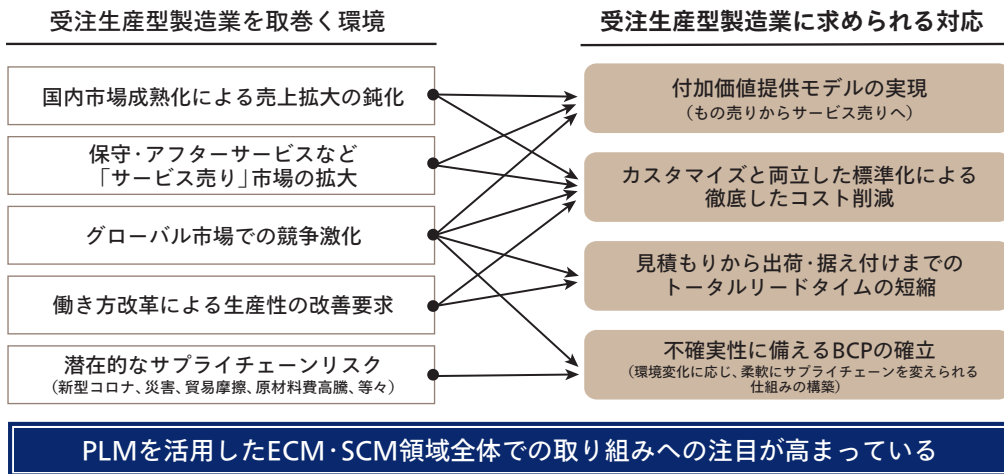 受注生産型製造業を取巻く環境
国内市場成熟化による売上拡大の鈍化
保守・アフターサービスなど
「サービス売り」市場の拡大
グローバル市場での競争激化
働き方改革による生産性の改善要求
潜在的なサプライチェーンリスク
（新型コロナ、災害、貿易摩擦、原材料費高騰、等々）
受注生産型製造業に求められる対応
付加価値提供モデルの実現
（もの売りからサービス売りへ）
カスタマイズと両立した標準化による
徹底したコスト削減
見積もりから出荷・据え付けまでの
トータルリードタイムの短縮
不確実性に備えるBCPの確立
（環境変化に応じ、柔軟にサプライチェーンを変えられる
仕組みの構築）
PLMを活用したECM・SCM領域全体での取り組みへの注目が高まっている